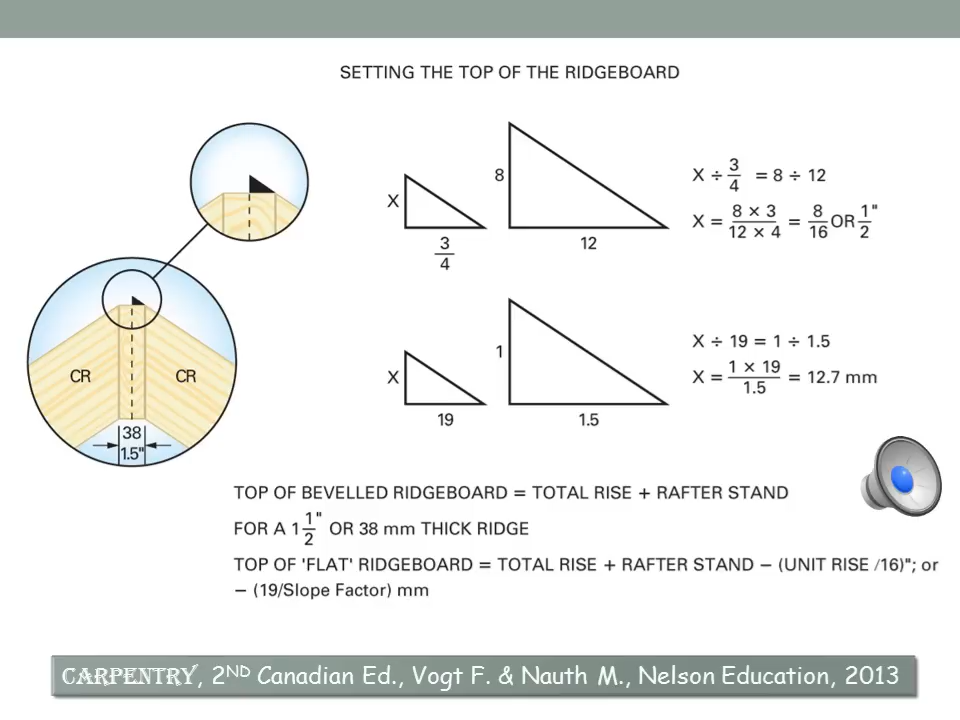 SETTING THE TOP OF THE RIDGEBOARD
X
3/4
8
12
X ÷ 3/4 = 8 ÷ 12
X = 8 × 3 / 12 × 4 = 8/16 OR 1/2"
CR
CR
38
1.5"
X
19
1
1.5
X ÷ 19 = 1 ÷ 1.5
X = 1 × 19 / 1.5 = 12.7 mm
TOP OF BEVELLED RIDGEBOARD = TOTAL RISE + RAFTER STAND
FOR A 1 1/2" OR 38 mm THICK RIDGE
TOP OF 'FLAT' RIDGEBOARD = TOTAL RISE + RAFTER STAND − (UNIT RISE /16)"; or
− (19/Slope Factor) mm
CARPENTRY, 2ND Canadian Ed., Vogt F. & Nauth M., Nelson Education, 2013